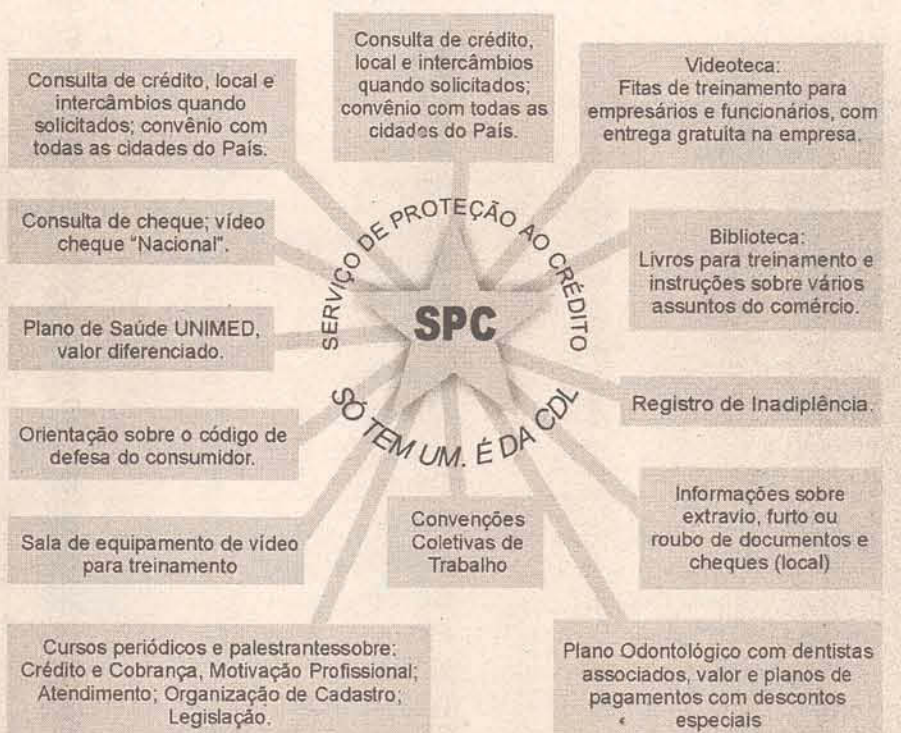 Consulta de crédito, local e
intercâmbios quando
solicitados; convênio com
todas as cidades do País.
Consulta de crédito,
local e intercâmbios
quando solicitados;
convênio com todas as
cidades do País.
Videoteca:
Fitas de treinamento para
empresários e funcionários, com
entrega gratuita na empresa.
Consulta de cheque; vídeo
cheque "Nacional".
Biblioteca:
Livros para treinamento e
instruções sobre vários
assuntos do comércio.
SERVIÇO DE PROTEÇÃO AO CRÉDITO
SPC
SÓ TEM UM. É DA CDL
Plano de Saúde UNIMED,
valor diferenciado.
Registro de Inadiplência.
Orientação sobre o código de
defesa do consumidor.
Informações sobre
extravio, furto ou
roubo de documentos e
cheques (local)
Sala de equipamento de vídeo
para treinamento
Convenções
Coletivas de
Trabalho
Cursos periódicos e palestrantessobre:
Crédito e Cobrança, Motivação Profissional;
Atendimento; Organização de Cadastro;
Legislação.
Plano Odontológico com dentistas
associados, valor e planos de
pagamentos com descontos
especiais